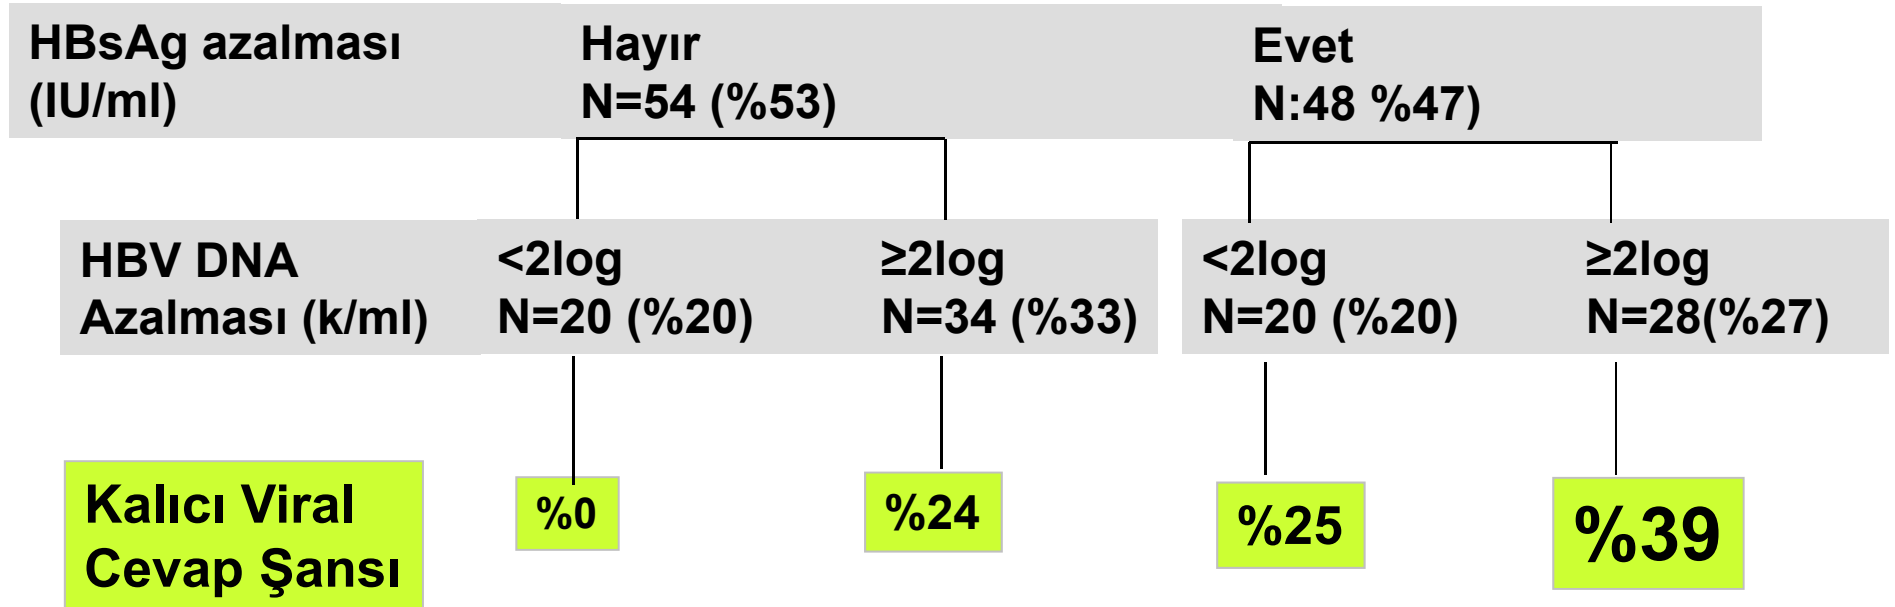 HBsAg azalması
(IU/ml)
Hayır
N=54 (%53)
Evet
N:48 %47)
HBV DNA
Azalması (k/ml)
<2log
N=20 (%20)
≥2log
N=34 (%33)
<2log
N=20 (%20)
≥2log
N=28(%27)
Kalıcı Viral
Cevap Şansı
%0
%24
%25
%39